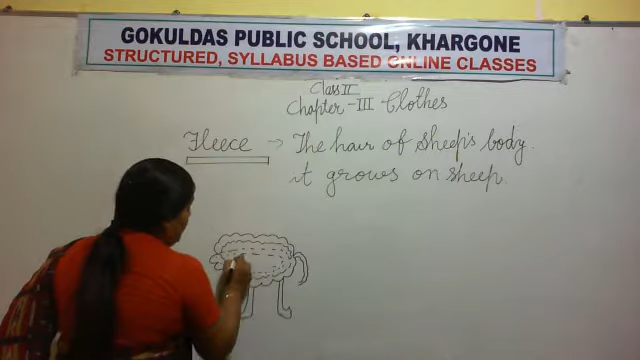 GOKULDAS PUBLIC SCHOOL, KHARGONE
STRUCTURED, SYLLABUS BASED ONLINE CLASSES
Class II
Chapter - III Clothes
Fleece → The hair of sheep's body.
it grows on sheep.